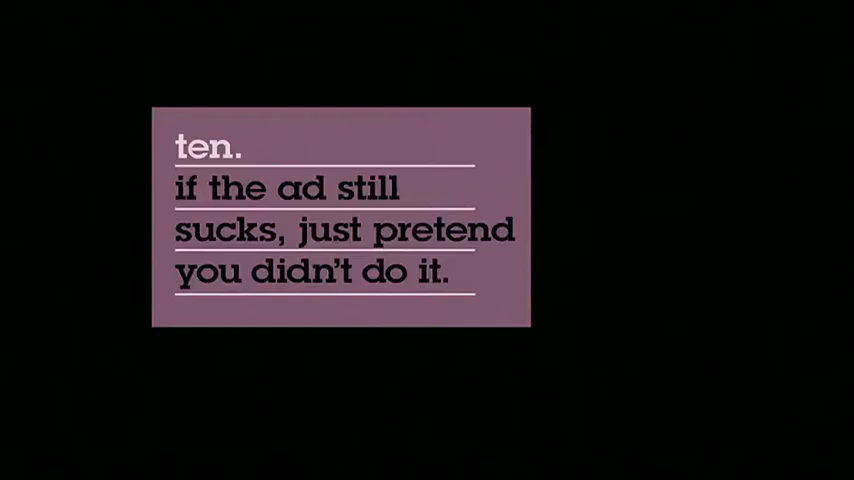 ten.
if the ad still
sucks, just pretend
you didn't do it.